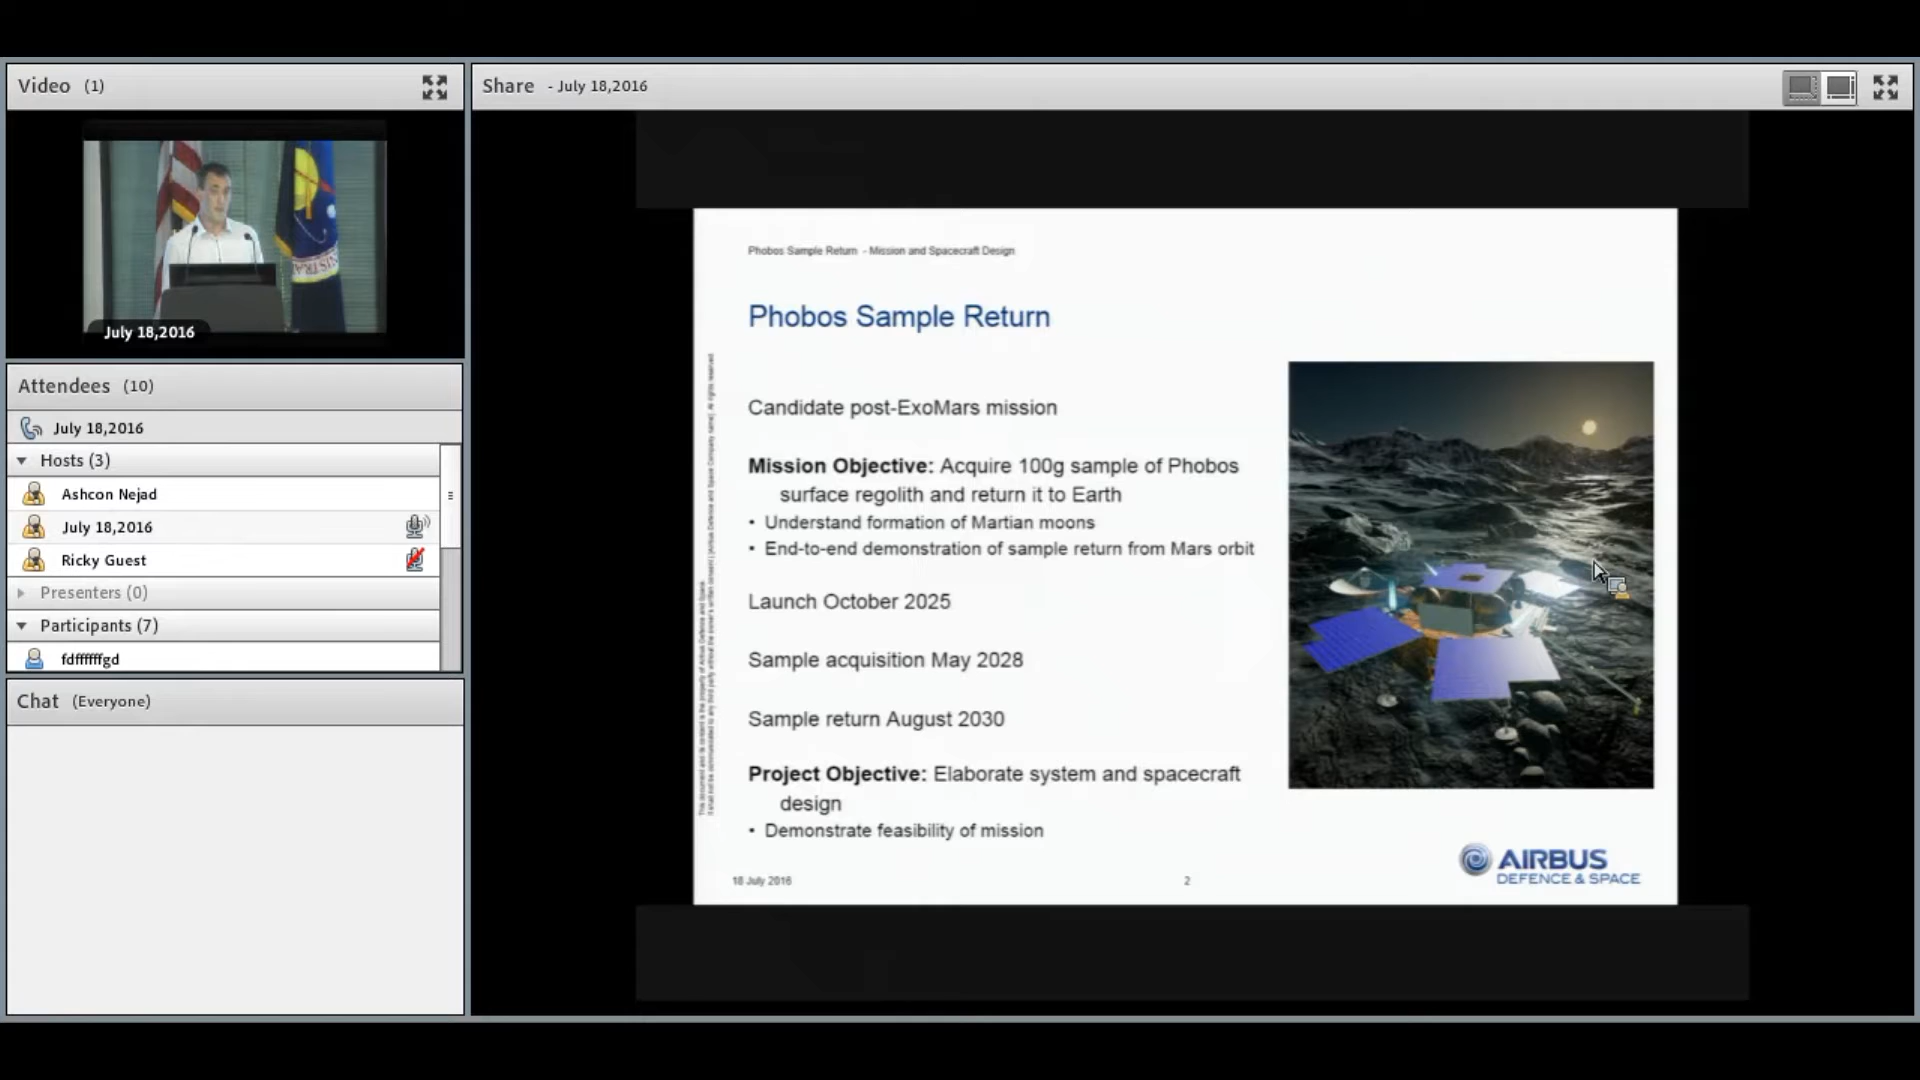 Video (1)
July 18,2016
Attendees (10)
July 18,2016
Hosts (3)
Ashcon Nejad
July 18,2016
Ricky Guest
Presenters (0)
Participants (7)
fdffffffgd
Chat (Everyone)
Share - July 18,2016
Phobos Sample Return - Mission and Spacecraft Design
Phobos Sample Return
Candidate post-ExoMars mission
Mission Objective: Acquire 100g sample of Phobos
surface regolith and return it to Earth
• Understand formation of Martian moons
• End-to-end demonstration of sample return from Mars orbit
Launch October 2025
Sample acquisition May 2028
Sample return August 2030
Project Objective: Elaborate system and spacecraft
design
• Demonstrate feasibility of mission
18 July 2016
2
AIRBUS
DEFENCE & SPACE